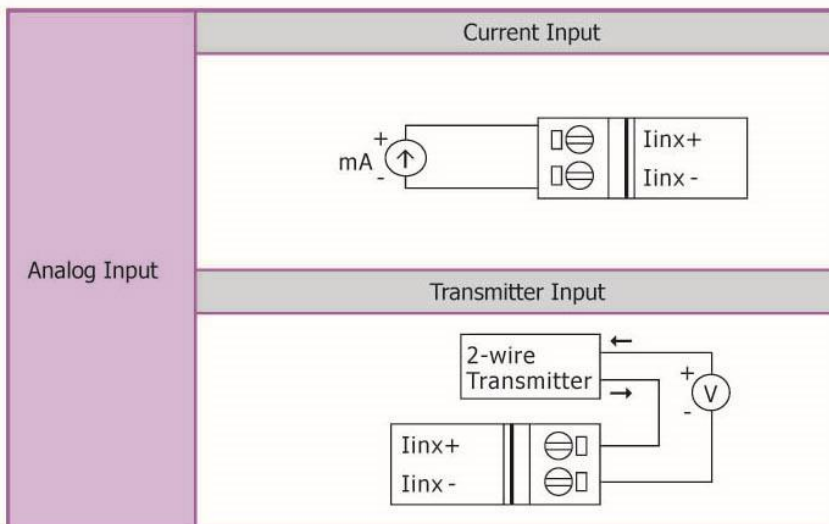 Analog Input
Current Input
+
mA
-
Iinx+
Iinx -
Transmitter Input
2-wire
Transmitter
+
V
-
Iinx+
Iinx -